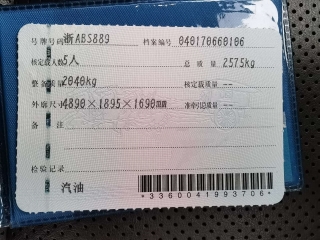 号牌号码 浙ABS889 档案编号 040170660106
核定载人数 5人 总质量 2575kg
整备质量 2040kg 核定载质量 --
外廓尺寸 4890×1895×1690mm 准牵引总质量 --
备注
检验记录
汽油
*3360041993706*